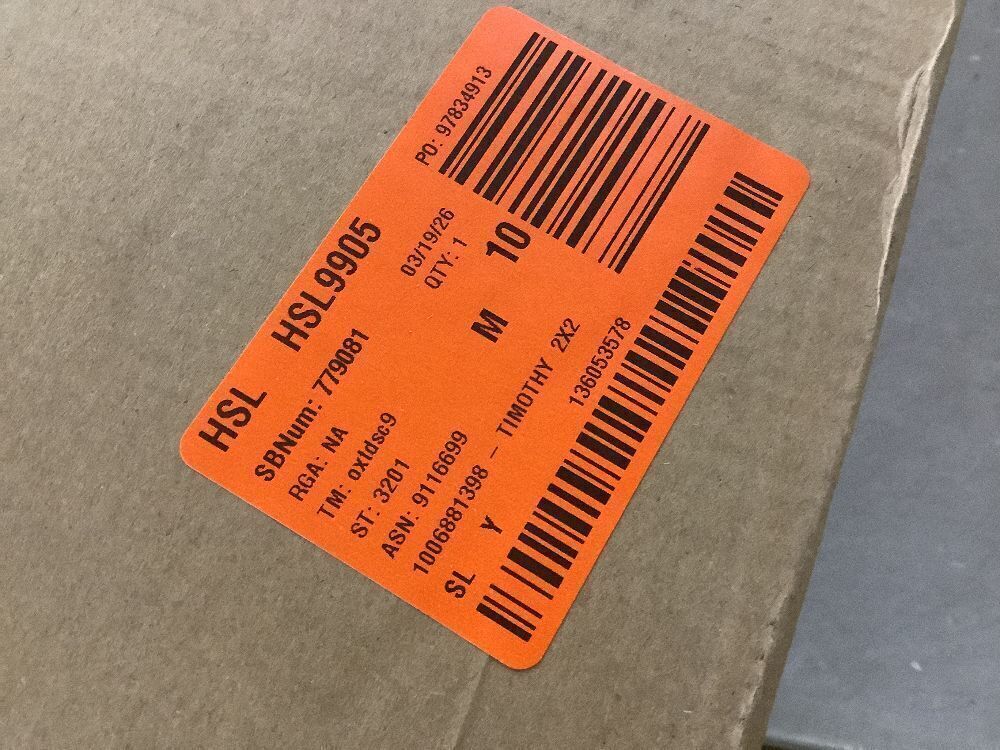 HSL HSL9905
SBNum: 779081
RGA: NA 03/19/26 PO: 97834913
TM: oxtdsc9 QTY: 1
ST: 3201
ASN: 9116699 M 10
1006881398 – TIMOTHY 2X2
SL Y 136053578